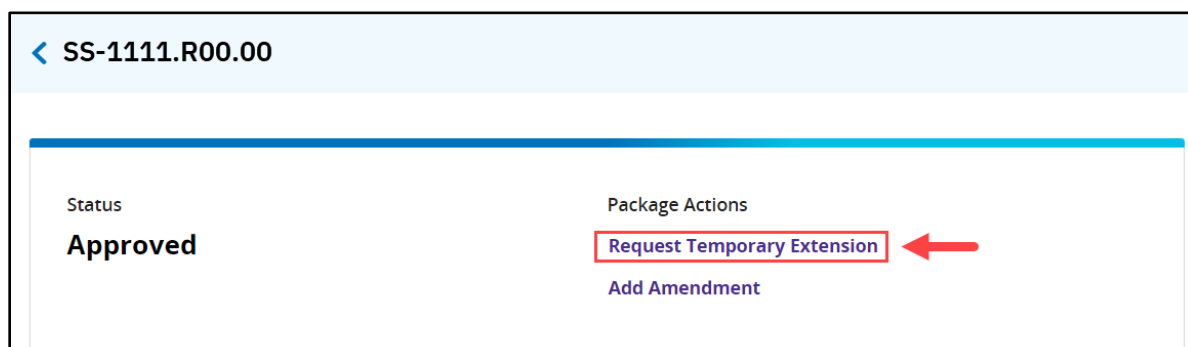 SS-1111.R00.00
Status
Approved
Package Actions
Request Temporary Extension
Add Amendment